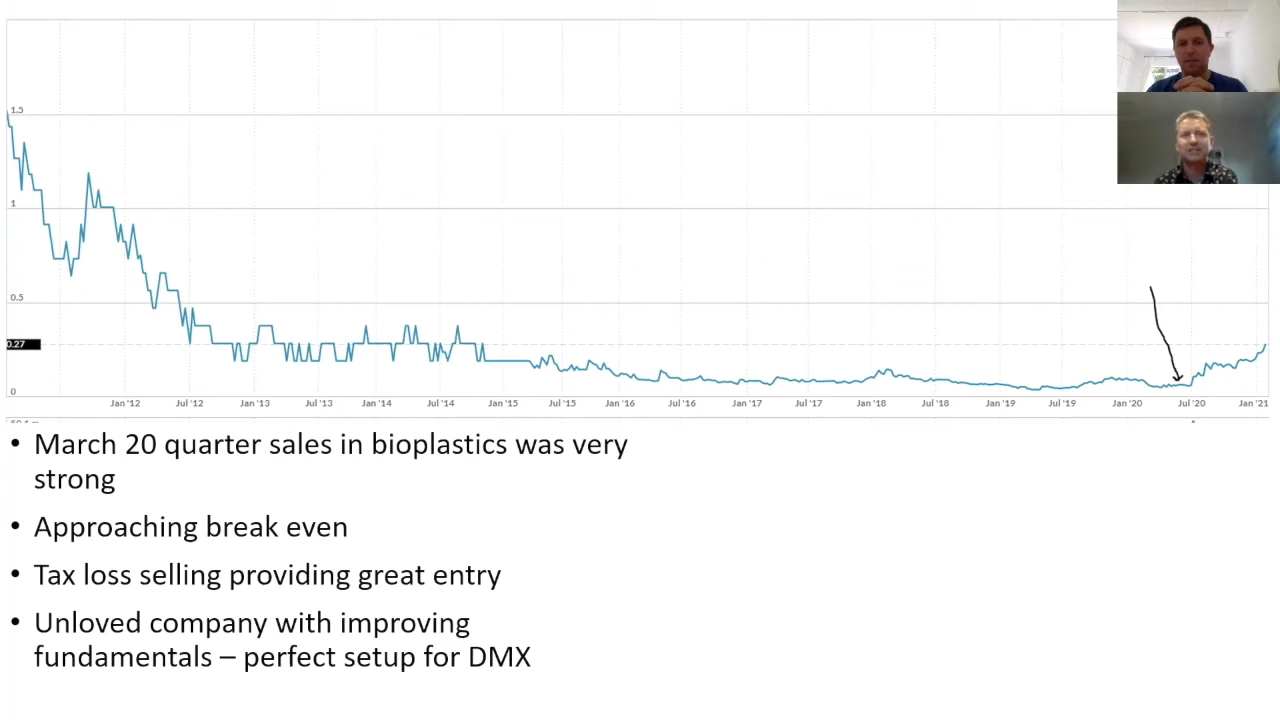 1.5
1
0.5
0.27
0
Jan '12 Jul '12 Jan '13 Jul '13 Jan '14 Jul '14 Jan '15 Jul '15 Jan '16 Jul '16 Jan '17 Jul '17 Jan '18 Jul '18 Jan '19 Jul '19 Jan '20 Jul '20 Jan '21
• March 20 quarter sales in bioplastics was very
strong
• Approaching break even
• Tax loss selling providing great entry
• Unloved company with improving
fundamentals – perfect setup for DMX